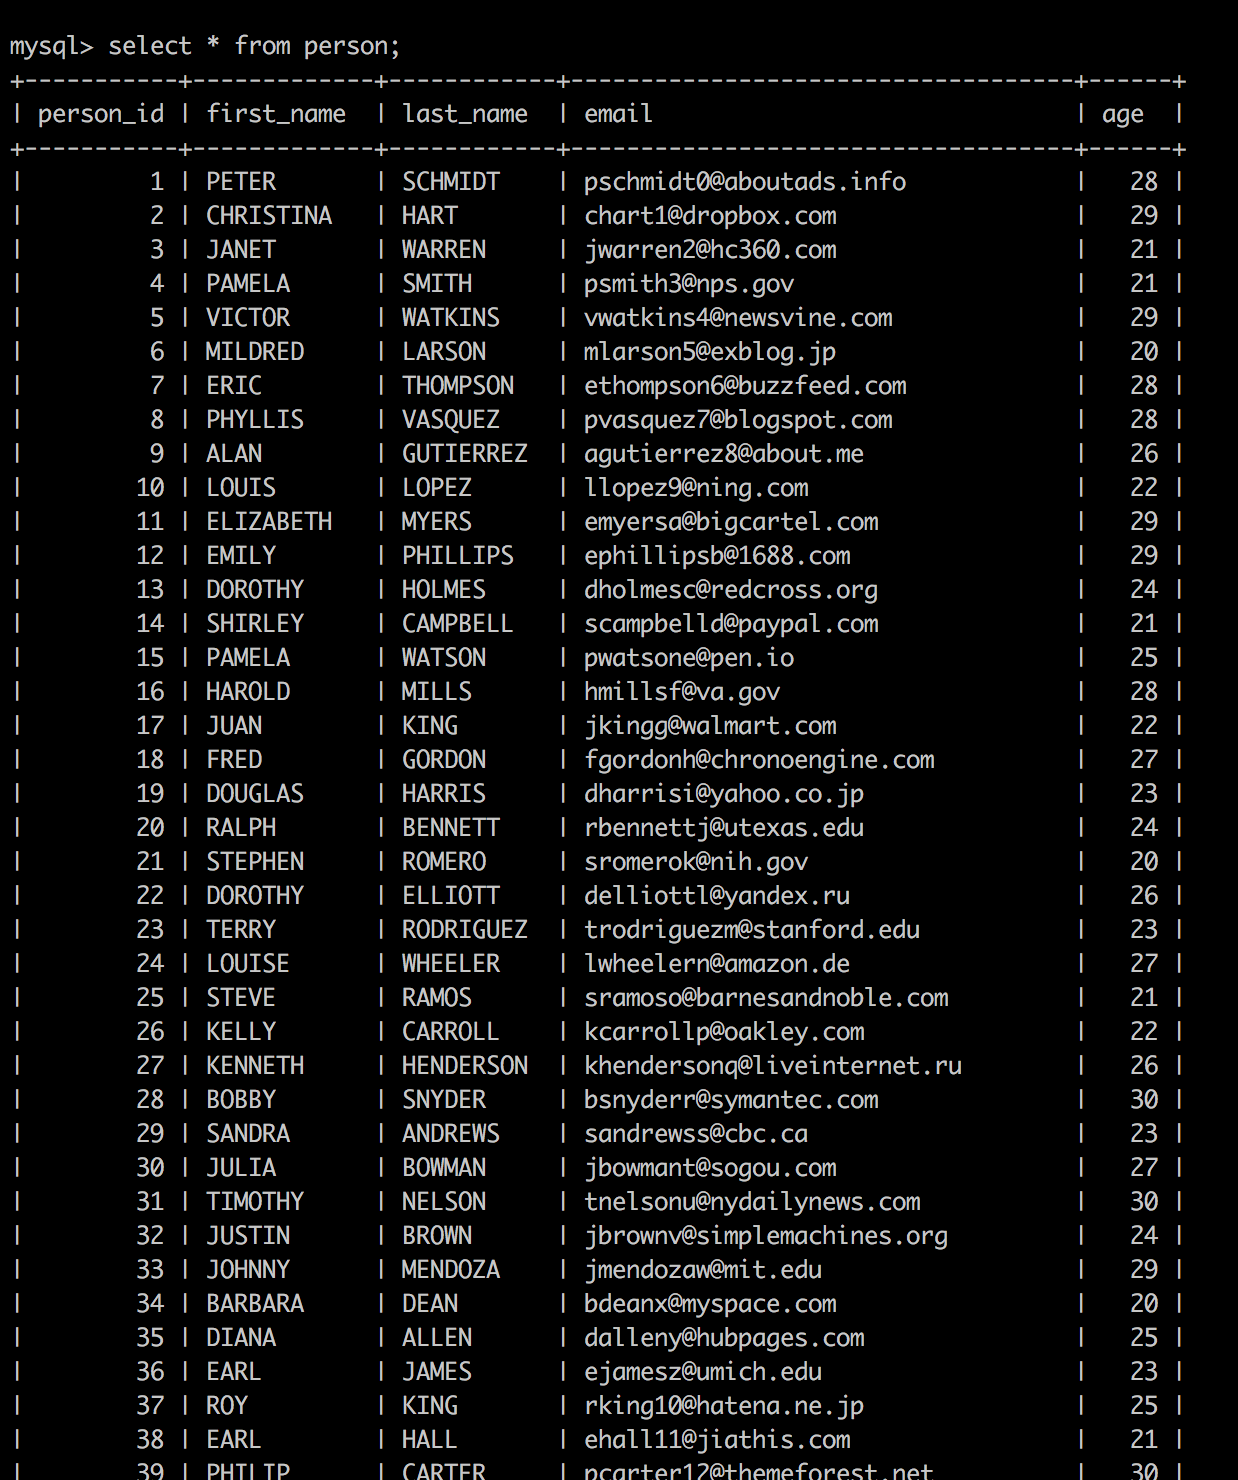 mysql> select * from person;
+-----------+-------------+------------+------------------------------------+------+
| person_id | first_name  | last_name  | email                              | age  |
+-----------+-------------+------------+------------------------------------+------+
|         1 | PETER       | SCHMIDT    | pschmidt0@aboutads.info            |   28 |
|         2 | CHRISTINA   | HART       | chart1@dropbox.com                 |   29 |
|         3 | JANET       | WARREN     | jwarren2@hc360.com                 |   21 |
|         4 | PAMELA      | SMITH      | psmith3@nps.gov                    |   21 |
|         5 | VICTOR      | WATKINS    | vwatkins4@newsvine.com             |   29 |
|         6 | MILDRED     | LARSON     | mlarson5@exblog.jp                 |   20 |
|         7 | ERIC        | THOMPSON   | ethompson6@buzzfeed.com            |   28 |
|         8 | PHYLLIS     | VASQUEZ    | pvasquez7@blogspot.com             |   28 |
|         9 | ALAN        | GUTIERREZ  | agutierrez8@about.me               |   26 |
|        10 | LOUIS       | LOPEZ      | llopez9@ning.com                   |   22 |
|        11 | ELIZABETH   | MYERS      | emyersa@bigcartel.com              |   29 |
|        12 | EMILY       | PHILLIPS   | ephillipsb@1688.com                |   29 |
|        13 | DOROTHY     | HOLMES     | dholmesc@redcross.org              |   24 |
|        14 | SHIRLEY     | CAMPBELL   | scampbelld@paypal.com              |   21 |
|        15 | PAMELA      | WATSON     | pwatsone@pen.io                    |   25 |
|        16 | HAROLD      | MILLS      | hmillsf@va.gov                     |   28 |
|        17 | JUAN        | KING       | jkingg@walmart.com                 |   22 |
|        18 | FRED        | GORDON     | fgordonh@chronoengine.com          |   27 |
|        19 | DOUGLAS     | HARRIS     | dharrisi@yahoo.co.jp               |   23 |
|        20 | RALPH       | BENNETT    | rbennettj@utexas.edu               |   24 |
|        21 | STEPHEN     | ROMERO     | sromerok@nih.gov                   |   20 |
|        22 | DOROTHY     | ELLIOTT    | delliottl@yandex.ru                |   26 |
|        23 | TERRY       | RODRIGUEZ  | trodriguezm@stanford.edu           |   23 |
|        24 | LOUISE      | WHEELER    | lwheelern@amazon.de                |   27 |
|        25 | STEVE       | RAMOS      | sramoso@barnesandnoble.com         |   21 |
|        26 | KELLY       | CARROLL    | kcarrollp@oakley.com               |   22 |
|        27 | KENNETH     | HENDERSON  | khendersonq@liveinternet.ru        |   26 |
|        28 | BOBBY       | SNYDER     | bsnyderr@symantec.com              |   30 |
|        29 | SANDRA      | ANDREWS    | sandrewss@cbc.ca                   |   23 |
|        30 | JULIA       | BOWMAN     | jbowmant@sogou.com                 |   27 |
|        31 | TIMOTHY     | NELSON     | tnelsonu@nydailynews.com           |   30 |
|        32 | JUSTIN      | BROWN      | jbrownv@simplemachines.org         |   24 |
|        33 | JOHNNY      | MENDOZA    | jmendozaw@mit.edu                  |   29 |
|        34 | BARBARA     | DEAN       | bdeanx@myspace.com                 |   20 |
|        35 | DIANA       | ALLEN      | dalleny@hubpages.com               |   25 |
|        36 | EARL        | JAMES      | ejamesz@umich.edu                  |   23 |
|        37 | ROY         | KING       | rking10@hatena.ne.jp               |   25 |
|        38 | EARL        | HALL       | ehall11@jiathis.com                |   21 |
|        39 | PHILIP      | CARTER     | pcarter12@themeforest.net          |   30 |